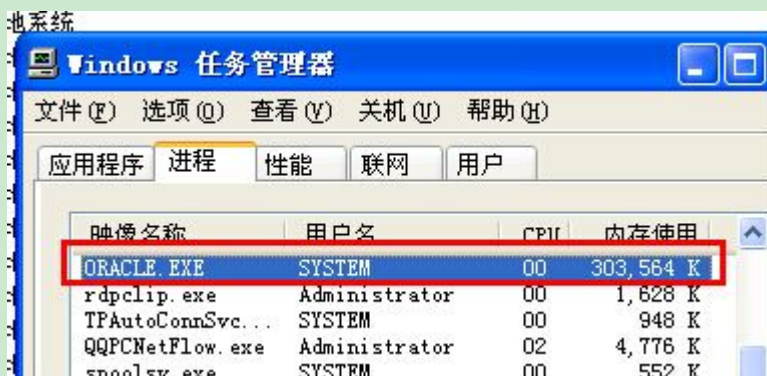 地系统
Windows 任务管理器
文件(F) 选项(O) 查看(V) 关机(U) 帮助(H)
应用程序 进程 性能 联网 用户
映像名称 用户名 CPU 内存使用
ORACLE.EXE SYSTEM 00 303,564 K
rdpclip.exe Administrator 00 1,628 K
TPAutoConnSvc... SYSTEM 00 948 K
QQPCNetFlow.exe Administrator 02 4,776 K
spoolsv.exe SYSTEM 00 552 K